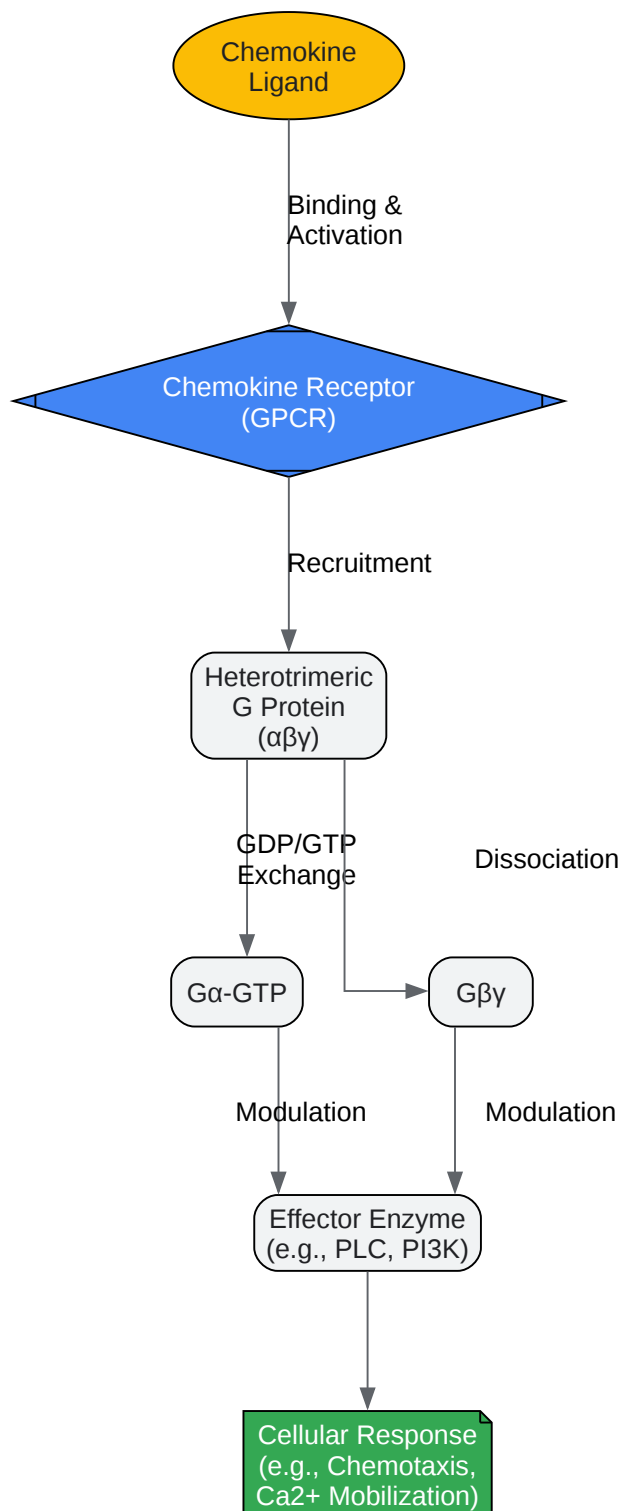 Chemokine
Ligand
Binding &
Activation
Chemokine Receptor
(GPCR)
Recruitment
Heterotrimeric
G Protein
(αβγ)
GDP/GTP
Exchange
Dissociation
Gα-GTP
Gβγ
Modulation
Modulation
Effector Enzyme
(e.g., PLC, PI3K)
Cellular Response
(e.g., Chemotaxis,
Ca2+ Mobilization)